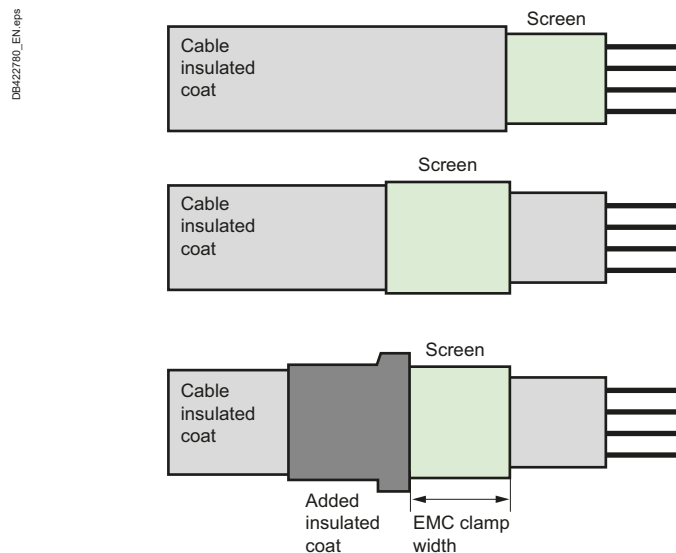 DB422780_EN.eps
Screen
Cable
insulated
coat
Screen
Cable
insulated
coat
Screen
Cable
insulated
coat
Added
insulated
coat
EMC clamp
width